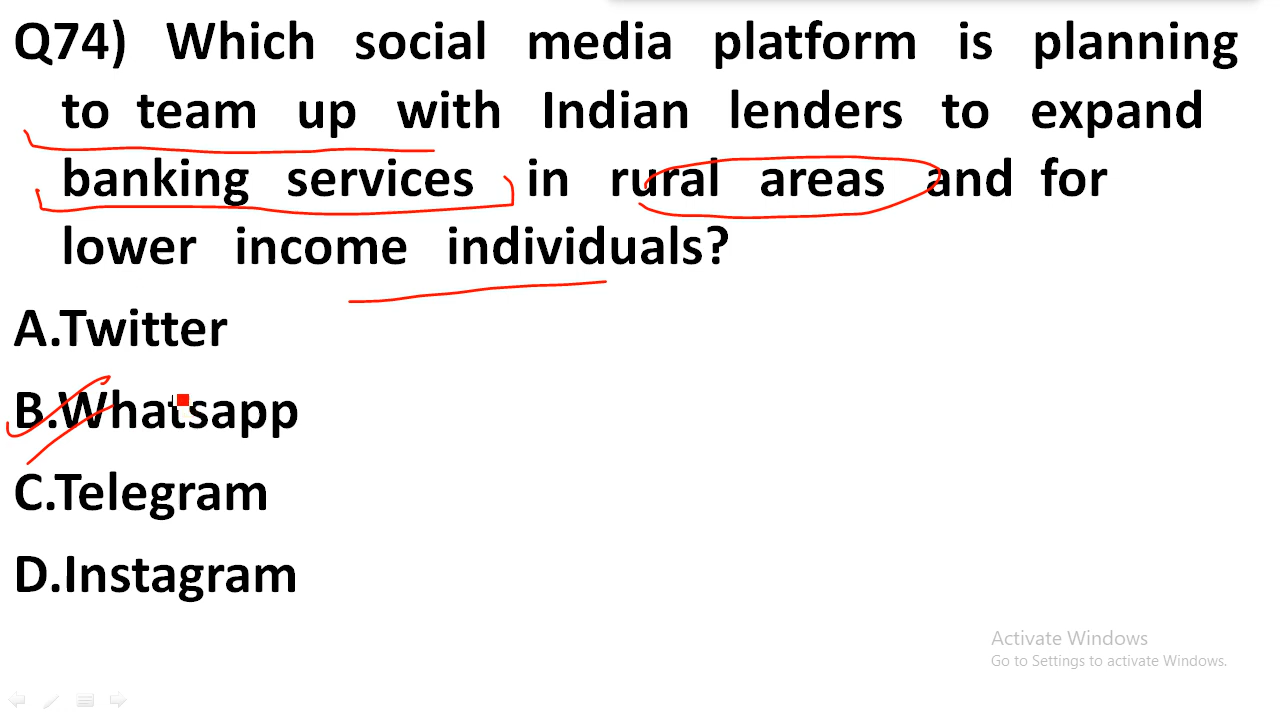 Q74) Which social media platform is planning
to team up with Indian lenders to expand
banking services in rural areas and for
lower income individuals?
A.Twitter
B.Whatsapp
C.Telegram
D.Instagram
Activate Windows
Go to Settings to activate Windows.